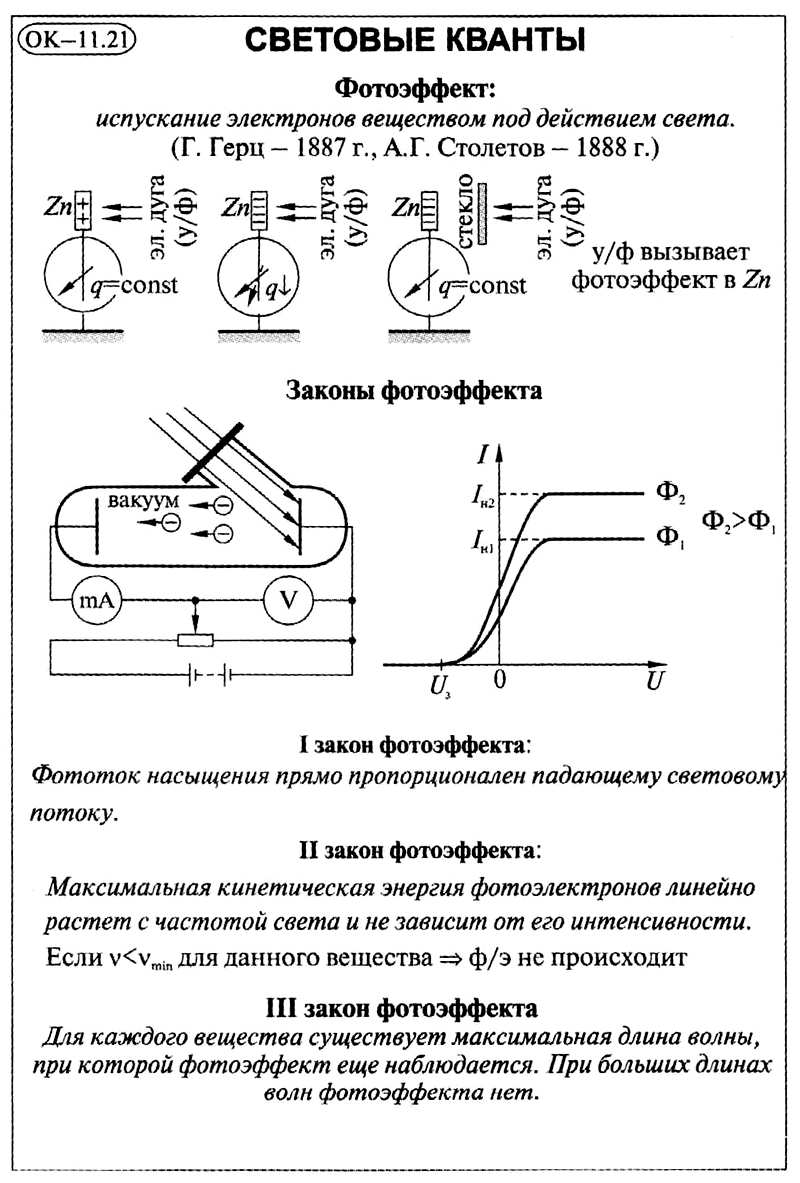 ОК–11.21
СВЕТОВЫЕ КВАНТЫ
Фотоэффект:
испускание электронов веществом под действием света.
(Г. Герц – 1887 г., А.Г. Столетов – 1888 г.)
Zn
++
эл. дуга
(у/ф)
q=const
Zn
эл. дуга
(у/ф)
q↓
Zn
стекло
эл. дуга
(у/ф)
q=const
у/ф вызывает
фотоэффект в Zn
Законы фотоэффекта
вакуум
mA
V
I
Iн2
Iн1
Ф2
Ф1
Ф2>Ф1
Uз
0
U
I закон фотоэффекта:
Фототок насыщения прямо пропорционален падающему световому
потоку.
II закон фотоэффекта:
Максимальная кинетическая энергия фотоэлектронов линейно
растет с частотой света и не зависит от его интенсивности.
Если ν<νmin для данного вещества ⇒ ф/э не происходит
III закон фотоэффекта
Для каждого вещества существует максимальная длина волны,
при которой фотоэффект еще наблюдается. При больших длинах
волн фотоэффекта нет.